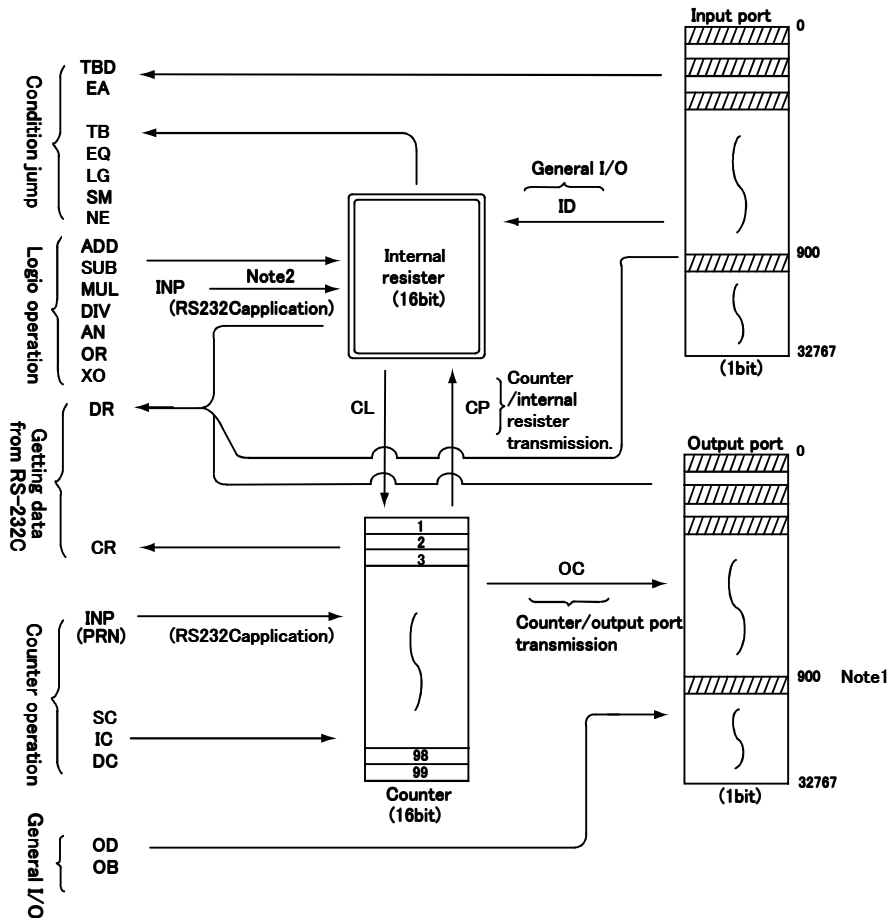 Input port
0
TBD
EA
TB
EQ
LG
SM
NE
Condition jump
General I/O
ID
900
32767
(1bit)
ADD
SUB
MUL
DIV
AN
OR
XO
Logio operation
INP
Note2
(RS232Capplication)
Internal
resister
(16bit)
CL
CP
Counter
/internal
resister
transmission.
DR
CR
Getting data
from RS-232C
Output port
0
1
2
3
OC
Counter/output port
transmission
INP
(PRN)
(RS232Capplication)
SC
IC
DC
Counter operation
900
Note1
98
99
Counter
(16bit)
32767
(1bit)
OD
OB
General I/O